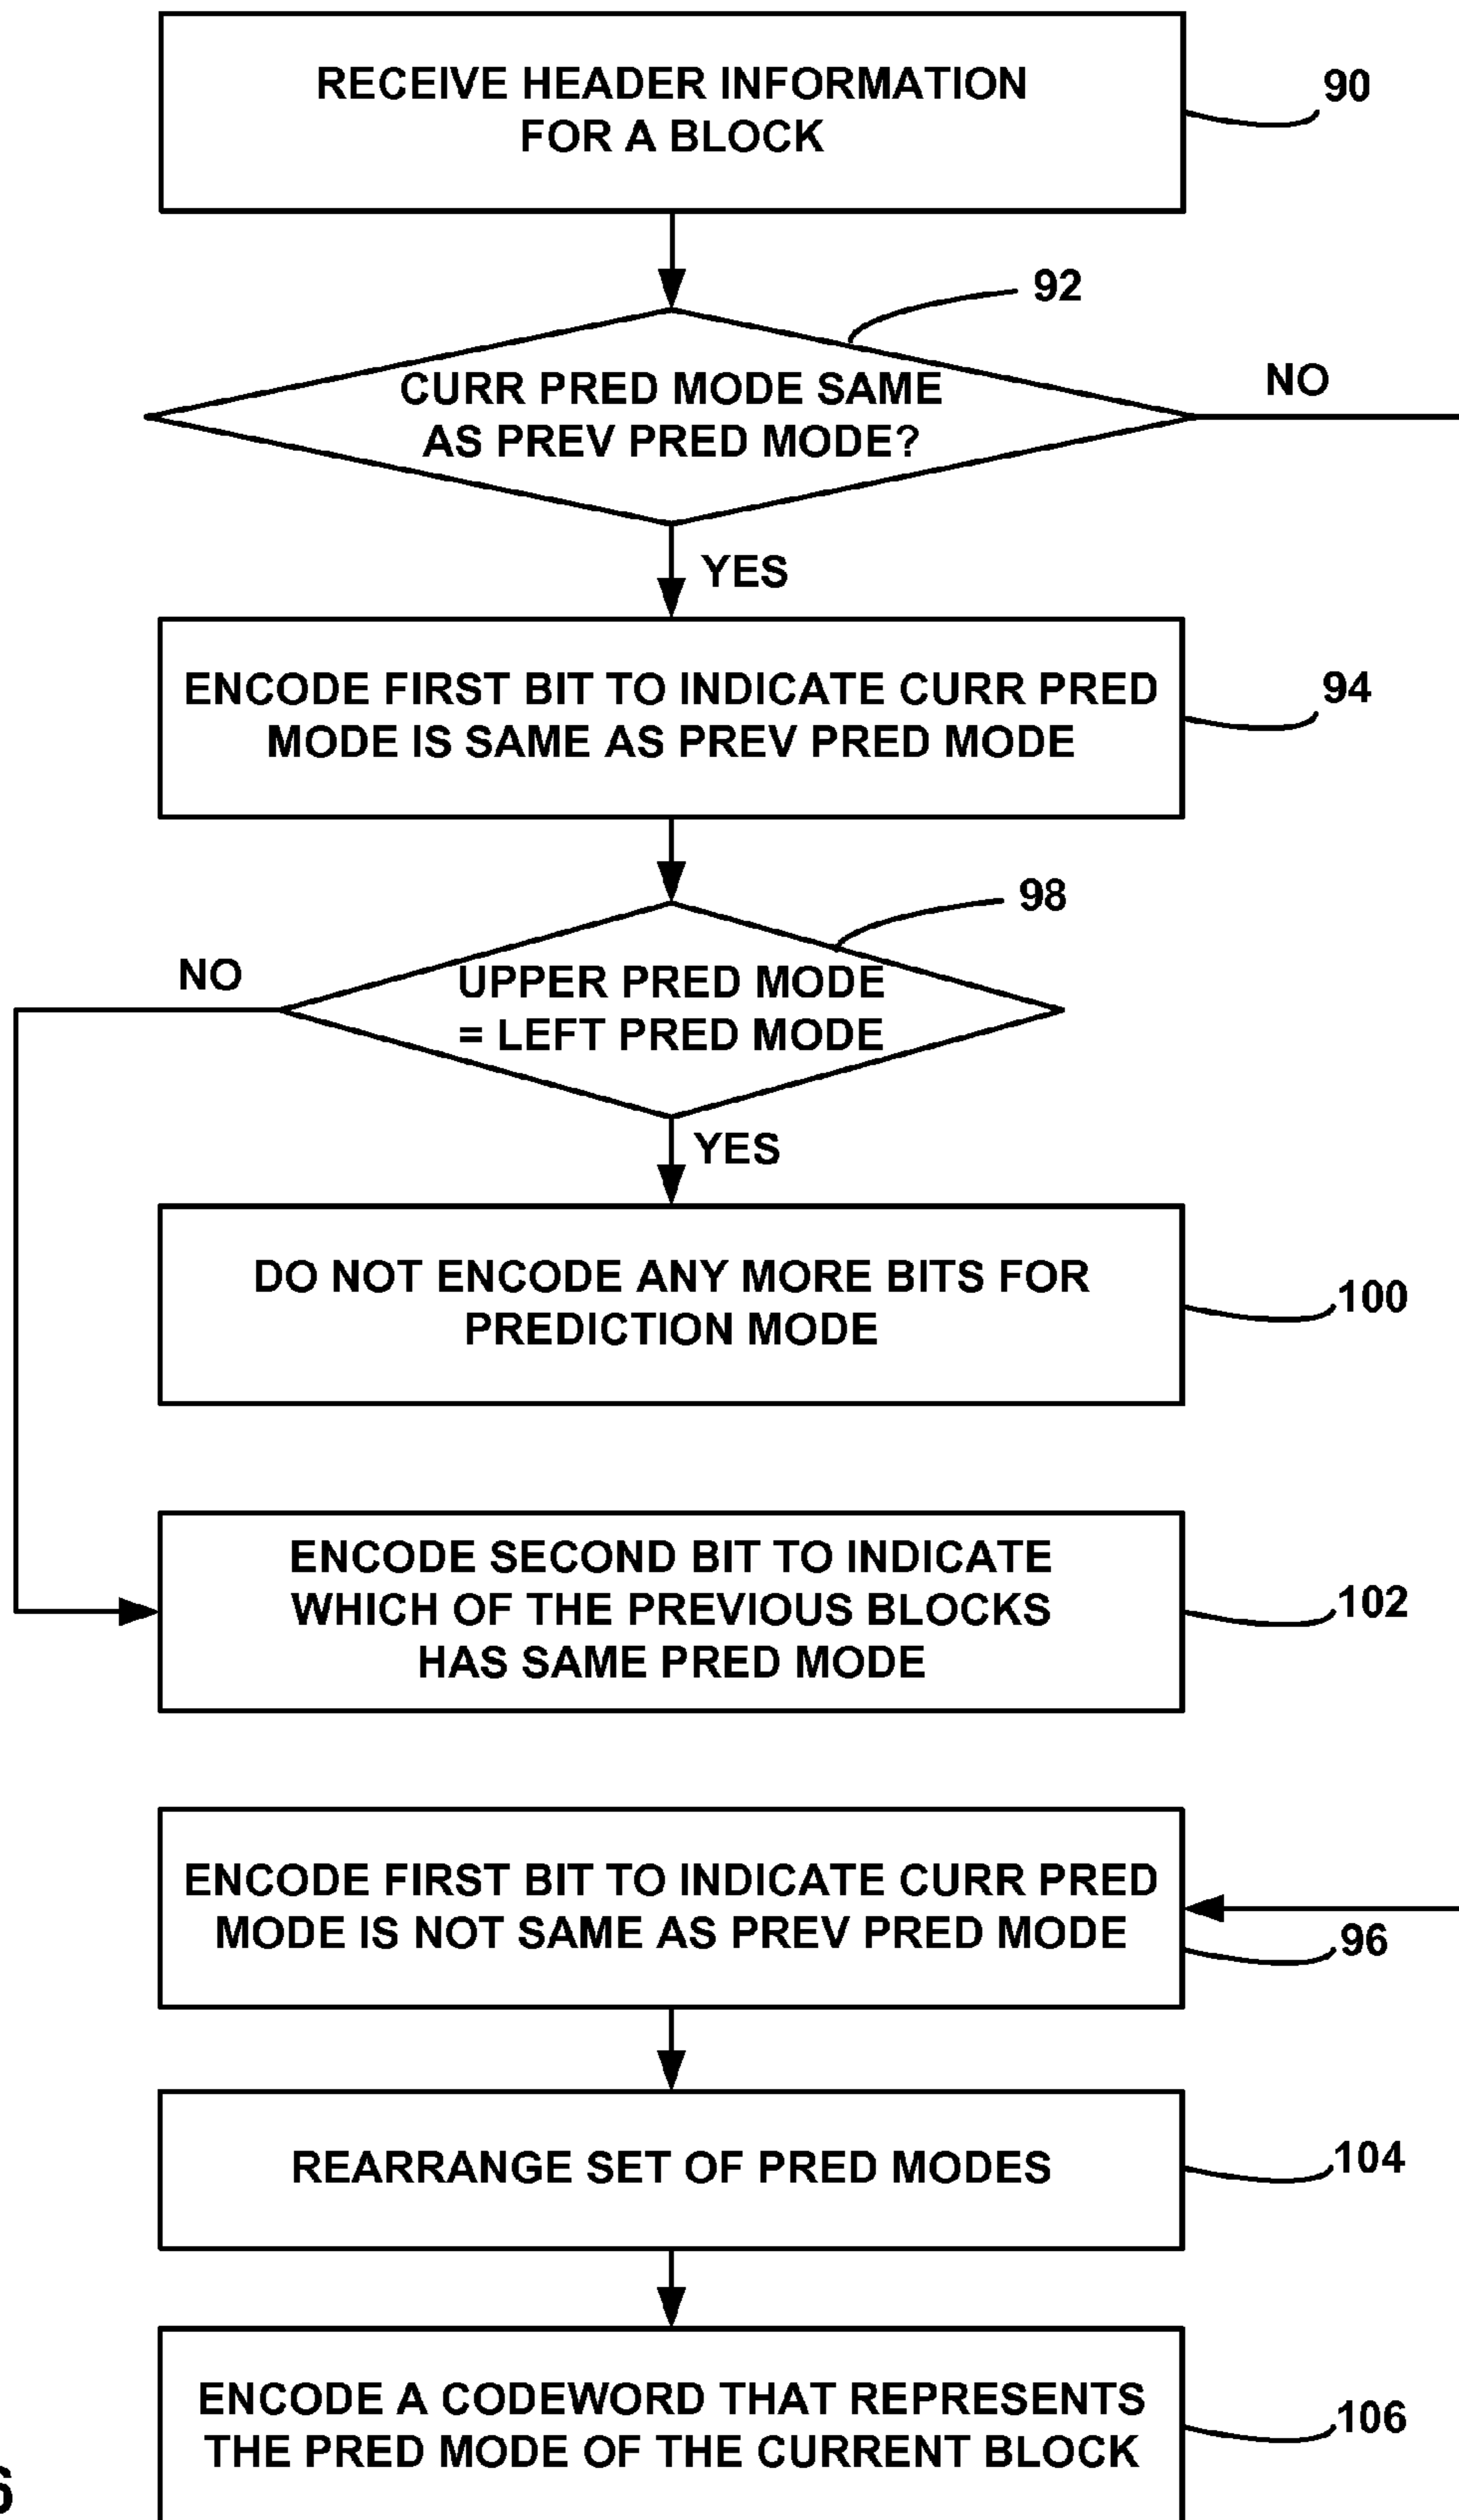 RECEIVE HEADER INFORMATION
FOR A BLOCK
90
92
CURR PRED MODE SAME
AS PREV PRED MODE?
NO
YES
ENCODE FIRST BIT TO INDICATE CURR PRED
MODE IS SAME AS PREV PRED MODE
94
98
UPPER PRED MODE
= LEFT PRED MODE
NO
YES
DO NOT ENCODE ANY MORE BITS FOR
PREDICTION MODE
100
ENCODE SECOND BIT TO INDICATE
WHICH OF THE PREVIOUS BLOCKS
HAS SAME PRED MODE
102
ENCODE FIRST BIT TO INDICATE CURR PRED
MODE IS NOT SAME AS PREV PRED MODE
96
REARRANGE SET OF PRED MODES
104
ENCODE A CODEWORD THAT REPRESENTS
THE PRED MODE OF THE CURRENT BLOCK
106